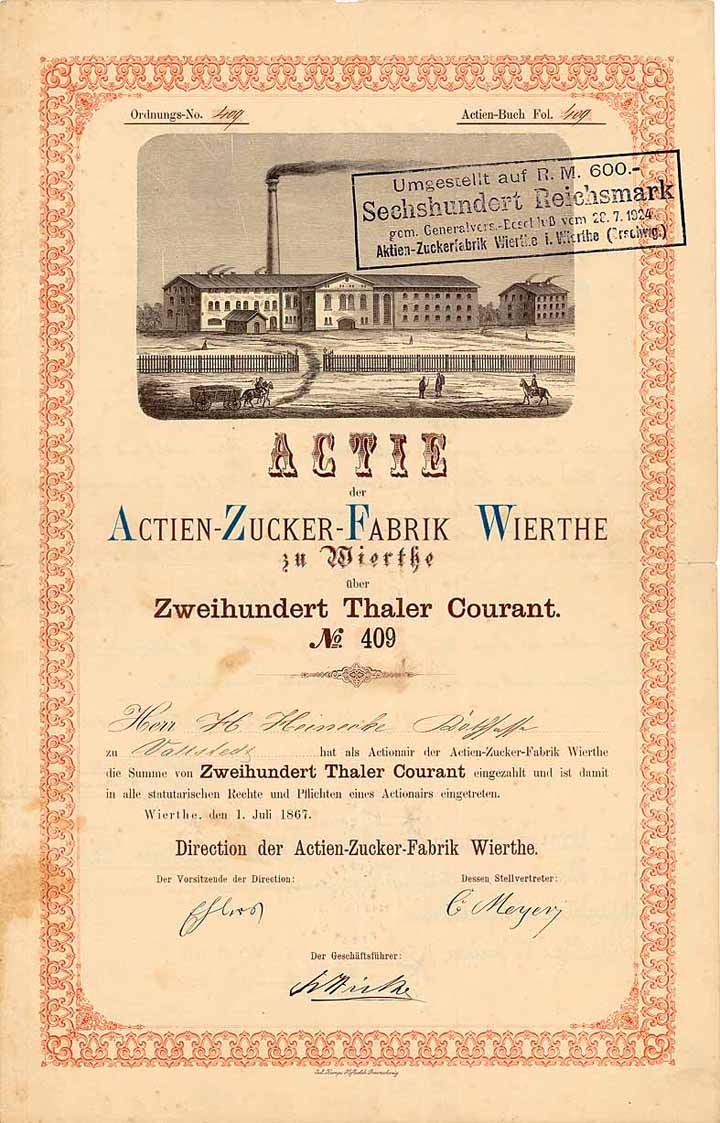 Ordnungs-No. 409 Actien-Buch Fol. 409
Umgestellt auf R. M. 600.-
Sechshundert Reichsmark
gem. Generalvers.-Beschluß vom 28. 7. 1924
Aktien-Zuckerfabrik Wierthe i. Wierthe (Brschwg.)
ACTIE
der
ACTIEN-ZUCKER-FABRIK WIERTHE
zu Wierthe
über
Zweihundert Thaler Courant.
No. 409
Herr H Heinecke
zu Vallstedt hat als Actionair der Actien-Zucker-Fabrik Wierthe
die Summe von Zweihundert Thaler Courant eingezahlt und ist damit
in alle statutarischen Rechte und Pflichten eines Actionairs eingetreten.
Wierthe, den 1. Juli 1867.
Direction der Actien-Zucker-Fabrik Wierthe.
Der Vorsitzende der Direction: Dessen Stellvertreter:
C Meyer
Der Geschäftsführer: